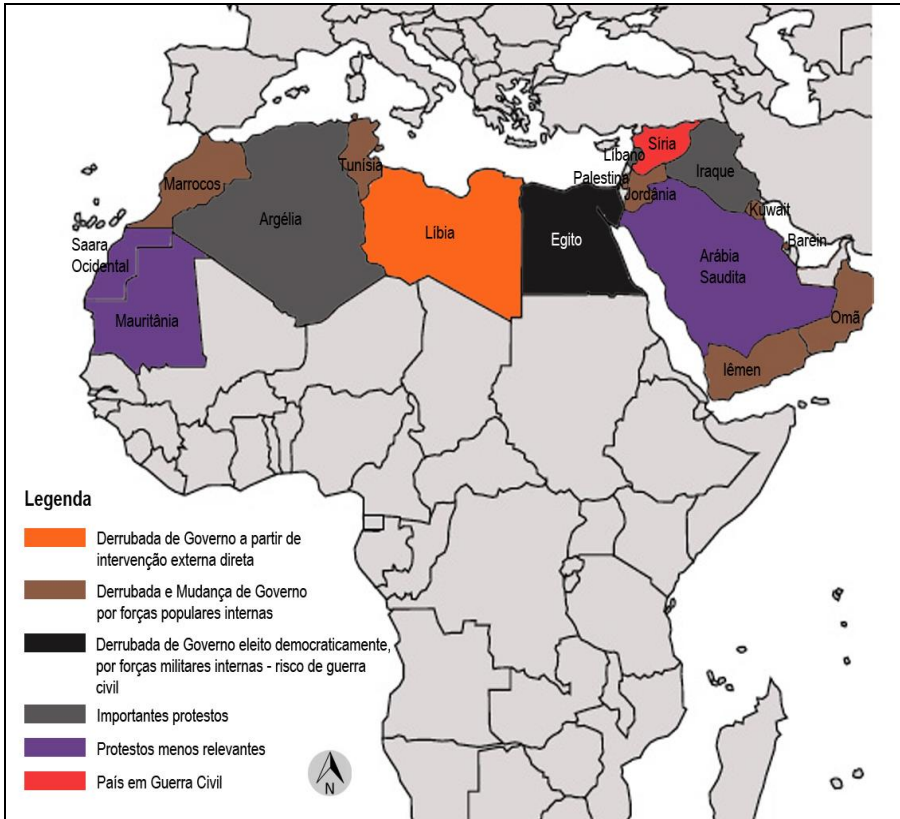 Tunísia
Síria
Líbano
Iraque
Marrocos
Palestina
Jordânia
Kuwait
Argélia
Líbia
Egito
Barein
Saara
Ocidental
Arábia
Saudita
Mauritânia
Omã
Iêmen
Legenda
Derrubada de Governo a partir de
intervenção externa direta
Derrubada e Mudança de Governo
por forças populares internas
Derrubada de Governo eleito democraticamente,
por forças militares internas - risco de guerra
civil
Importantes protestos
Protestos menos relevantes
País em Guerra Civil
N